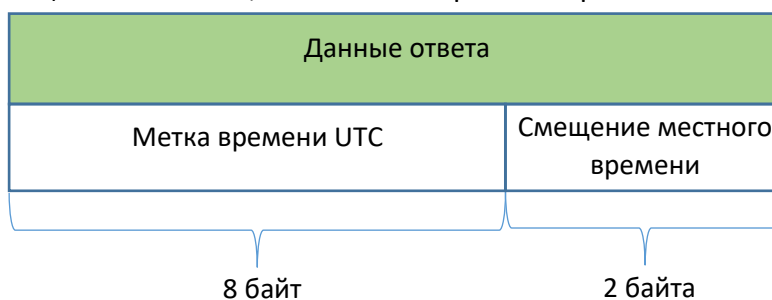 Данные ответа
Метка времени UTC
Смещение местного
времени
8 байт
2 байта